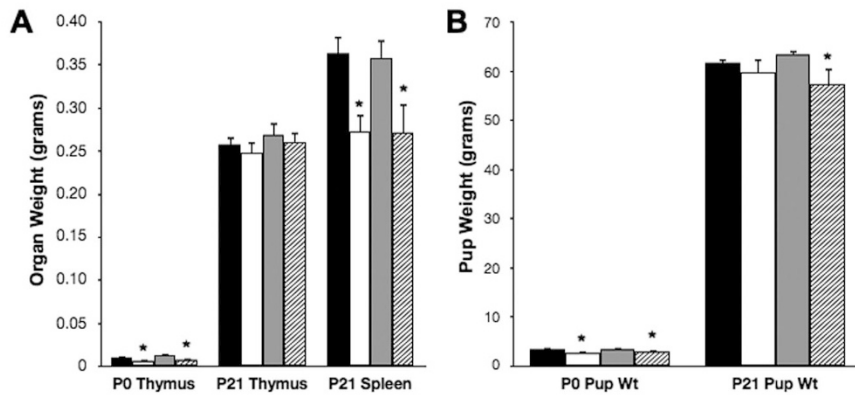 A
Organ Weight (grams)
0.40
0.35
0.30
0.25
0.20
0.15
0.10
0.05
0
*
*
*
*
P0 Thymus
P21 Thymus
P21 Spleen
B
Pup Weight (grams)
70
60
50
40
30
20
10
0
*
*
*
P0 Pup Wt
P21 Pup Wt